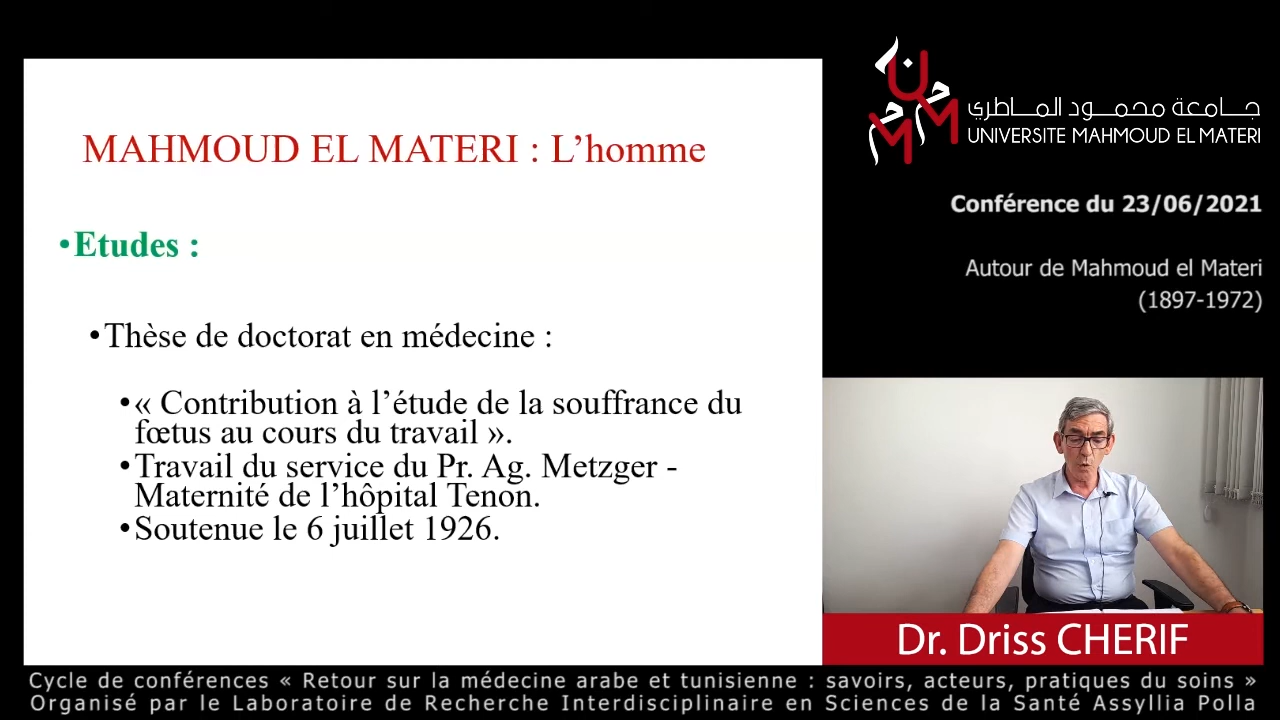 MAHMOUD EL MATERI : L’homme
•Etudes :
•Thèse de doctorat en médecine :
•« Contribution à l’étude de la souffrance du
fœtus au cours du travail ».
•Travail du service du Pr. Ag. Metzger -
Maternité de l’hôpital Tenon.
•Soutenue le 6 juillet 1926.
جامعة محمود الماطري
UNIVERSITE MAHMOUD EL MATERI
Conférence du 23/06/2021
Autour de Mahmoud el Materi
(1897-1972)
Dr. Driss CHERIF
Cycle de conférences « Retour sur la médecine arabe et tunisienne : savoirs, acteurs, pratiques du soins »
Organisé par le Laboratoire de Recherche Interdisciplinaire en Sciences de la Santé Assyllia Polla